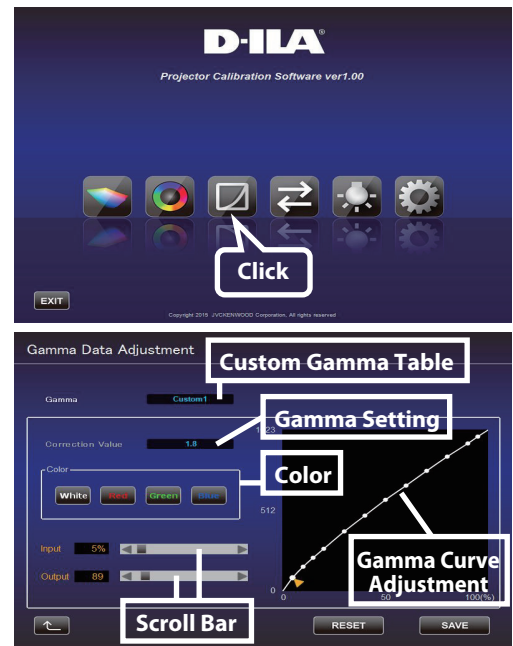 D-ILA®
Projector Calibration Software ver1.00
Click
EXIT
Copyright 2015 JVCKENWOOD Corporation, All rights reserved
Gamma Data Adjustment
Custom Gamma Table
Gamma Custom1
Gamma Setting
1023
Correction Value 1.8
Color
Color
White Red Green Blue
512
Input 5%
Gamma Curve
Adjustment
Output 89
0
0 50 100(%)
Scroll Bar
RESET SAVE